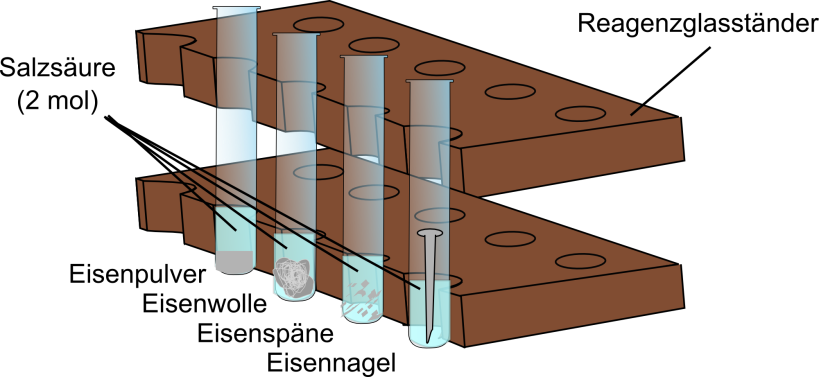 Reagenzglasständer
Salzsäure
(2 mol)
Eisenpulver
Eisenwolle
Eisenspäne
Eisennagel